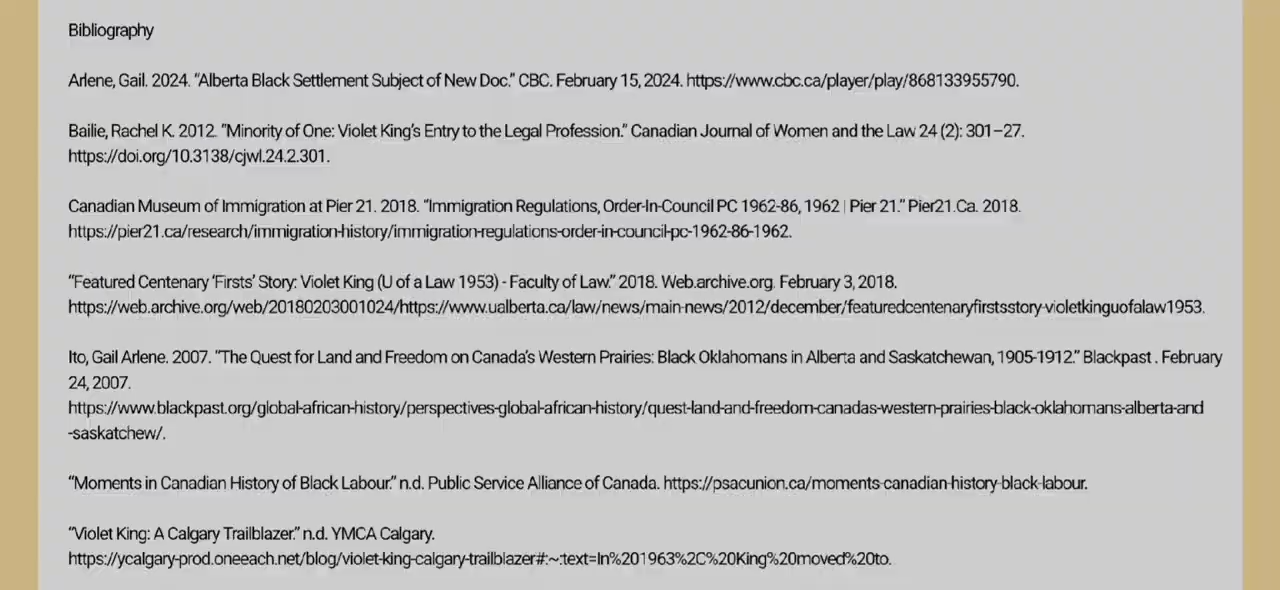 Bibliography
Arlene, Gail. 2024. “Alberta Black Settlement Subject of New Doc.” CBC. February 15, 2024. https://www.cbc.ca/player/play/868133955790.
Bailie, Rachel K. 2012. “Minority of One: Violet King’s Entry to the Legal Profession.” Canadian Journal of Women and the Law 24 (2): 301–27.
https://doi.org/10.3138/cjwl.24.2.301.
Canadian Museum of Immigration at Pier 21. 2018. “Immigration Regulations, Order-In-Council PC 1962-86, 1962 | Pier 21.” Pier21.Ca. 2018.
https://pier21.ca/research/immigration-history/immigration-regulations-order-in-council-pc-1962-86-1962.
“Featured Centenary ‘Firsts’ Story: Violet King (U of a Law 1953) - Faculty of Law.” 2018. Web.archive.org. February 3, 2018.
https://web.archive.org/web/20180203001024/https://www.ualberta.ca/law/news/main-news/2012/december/featuredcentenaryfirstsstory-violetkinguofalaw1953.
Ito, Gail Arlene. 2007. “The Quest for Land and Freedom on Canada’s Western Prairies: Black Oklahomans in Alberta and Saskatchewan, 1905-1912.” Blackpast . February
24, 2007.
https://www.blackpast.org/global-african-history/perspectives-global-african-history/quest-land-and-freedom-canadas-western-prairies-black-oklahomans-alberta-and
-saskatchew/.
“Moments in Canadian History of Black Labour.” n.d. Public Service Alliance of Canada. https://psacunion.ca/moments-canadian-history-black-labour.
“Violet King: A Calgary Trailblazer.” n.d. YMCA Calgary.
https://ycalgary-prod.oneeach.net/blog/violet-king-calgary-trailblazer#:~:text=In%201963%2C%20King%20moved%20to.